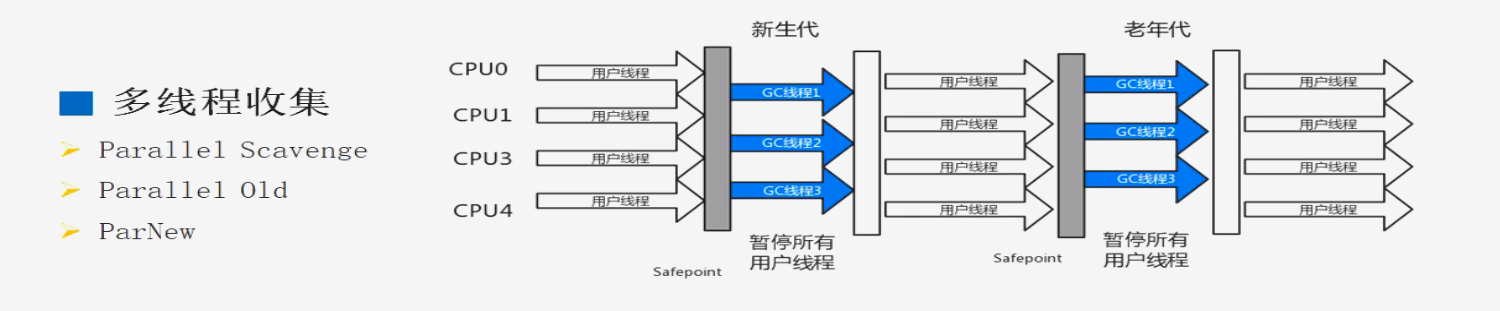 多线程收集
Parallel Scavenge
Parallel Old
ParNew
新生代
老年代
CPU0
CPU1
CPU3
CPU4
用户线程
用户线程
用户线程
用户线程
GC线程1
GC线程2
GC线程3
用户线程
用户线程
用户线程
用户线程
GC线程1
GC线程2
GC线程3
用户线程
用户线程
用户线程
用户线程
Safepoint
暂停所有
用户线程
Safepoint
暂停所有
用户线程